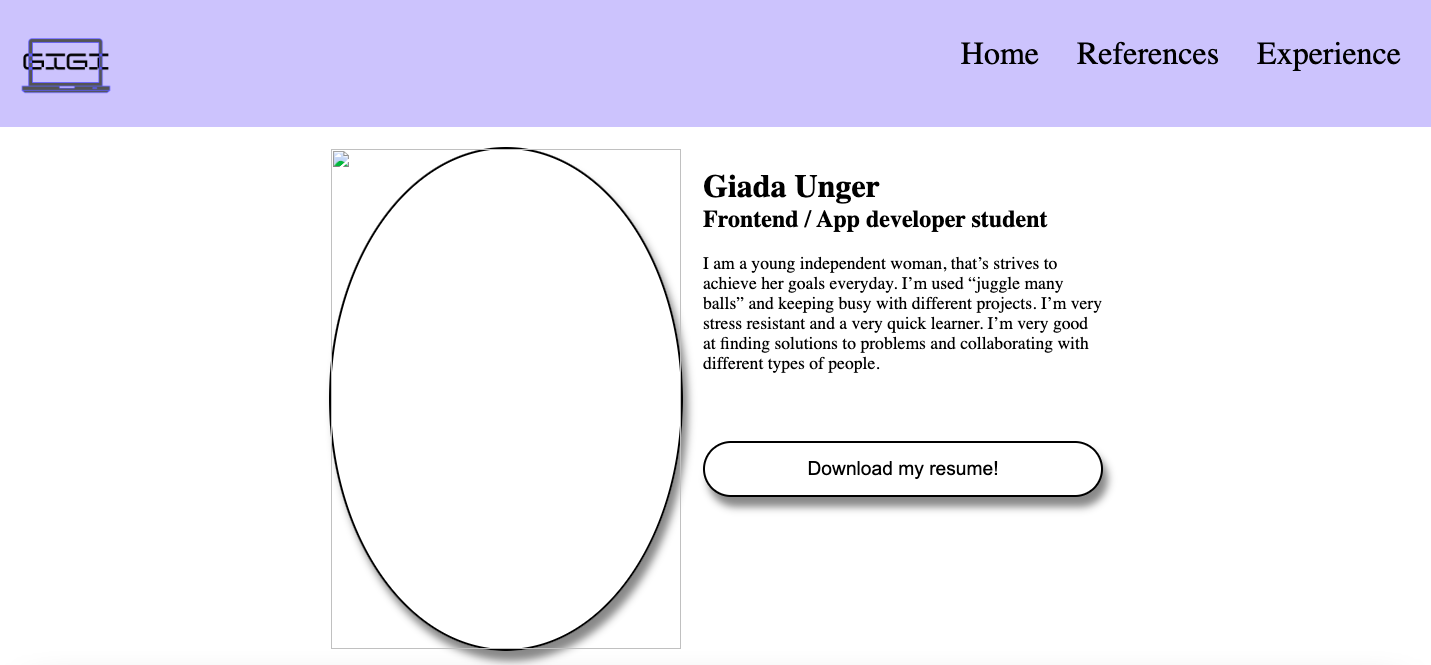 GIGI
Home References Experience
Giada Unger
Frontend / App developer student
I am a young independent woman, that’s strives to
achieve her goals everyday. I’m used “juggle many
balls” and keeping busy with different projects. I’m very
stress resistant and a very quick learner. I’m very good
at finding solutions to problems and collaborating with
different types of people.
Download my resume!